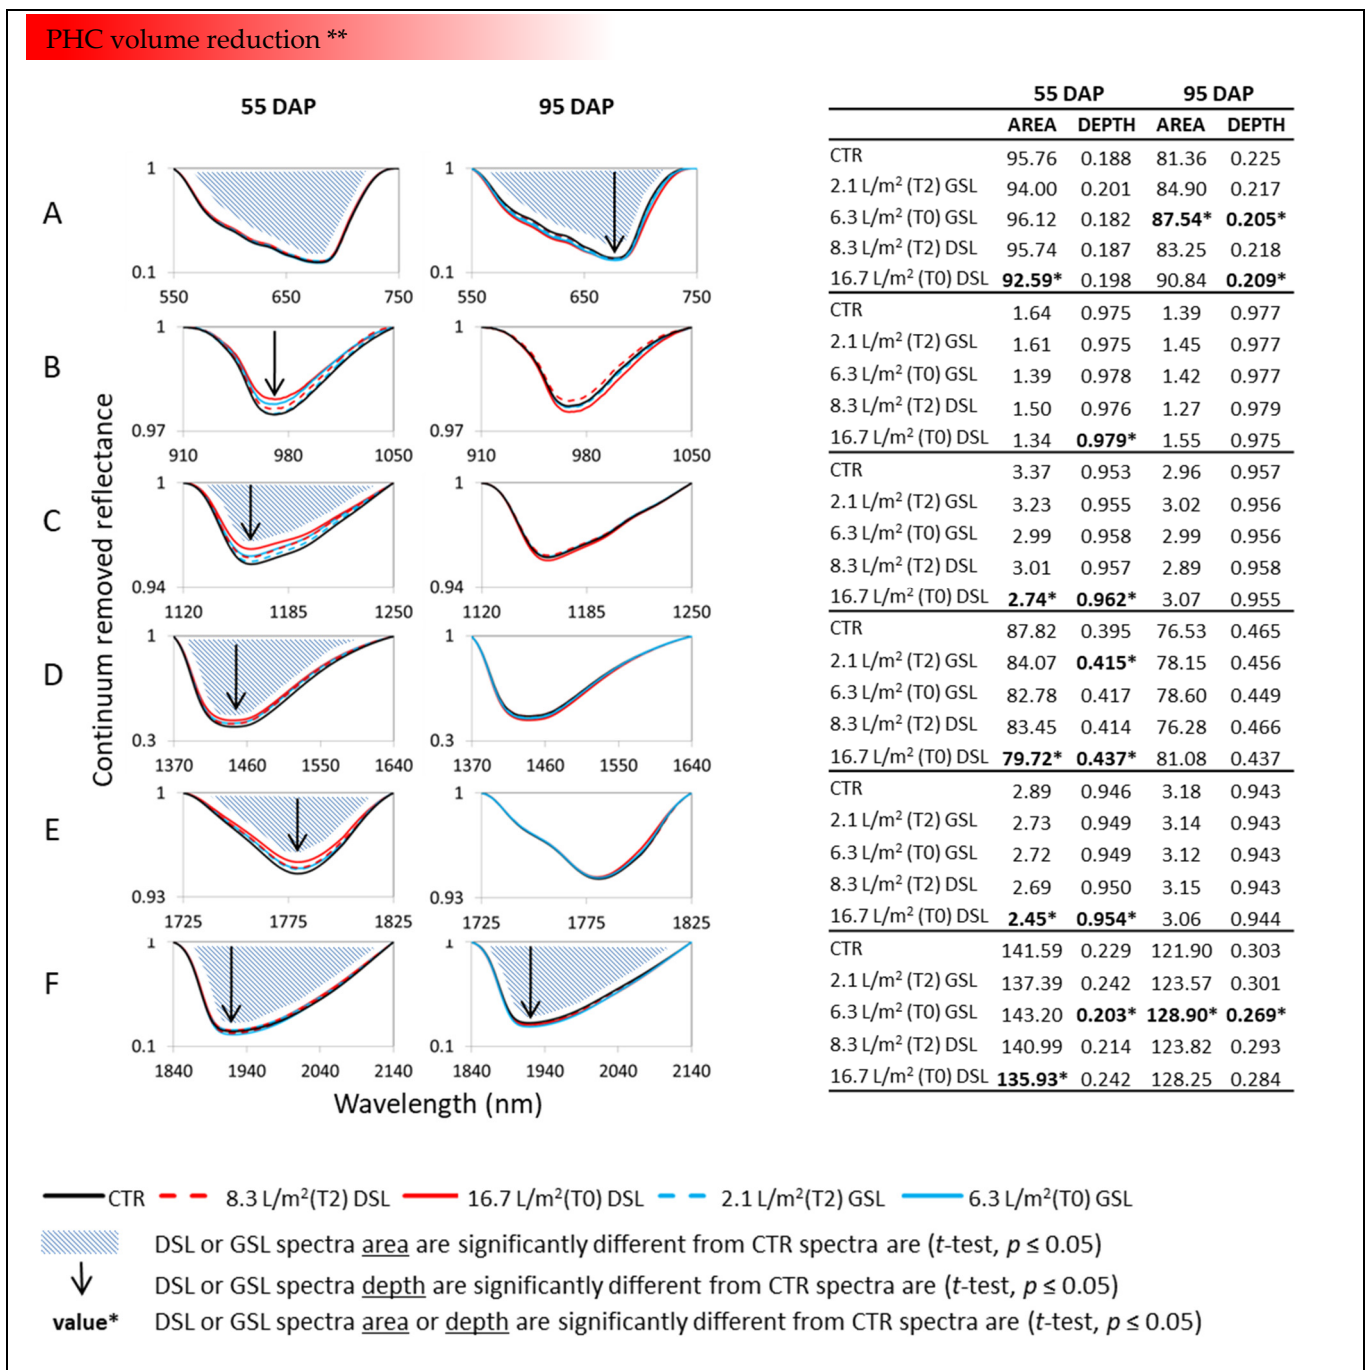 PHC volume reduction **
55 DAP 95 DAP
Continuum removed reflectance
A
1
0.1
550 650 750
1
0.1
550 650 750
B
1
0.97
910 980 1050
1
0.97
910 980 1050
C
1
0.94
1120 1185 1250
1
0.94
1120 1185 1250
D
1
0.3
1370 1460 1550 1640
1
0.3
1370 1460 1550 1640
E
1
0.93
1725 1775 1825
1
0.93
1725 1775 1825
F
1
0.1
1840 1940 2040 2140
1
0.1
1840 1940 2040 2140
Wavelength (nm)
55 DAP 95 DAP
AREA DEPTH AREA DEPTH
CTR 95.76 0.188 81.36 0.225
2.1 L/m² (T2) GSL 94.00 0.201 84.90 0.217
6.3 L/m² (T0) GSL 96.12 0.182 87.54* 0.205*
8.3 L/m² (T2) DSL 95.74 0.187 83.25 0.218
16.7 L/m² (T0) DSL 92.59* 0.198 90.84 0.209*
CTR 1.64 0.975 1.39 0.977
2.1 L/m² (T2) GSL 1.61 0.975 1.45 0.977
6.3 L/m² (T0) GSL 1.39 0.978 1.42 0.977
8.3 L/m² (T2) DSL 1.50 0.976 1.27 0.979
16.7 L/m² (T0) DSL 1.34 0.979* 1.55 0.975
CTR 3.37 0.953 2.96 0.957
2.1 L/m² (T2) GSL 3.23 0.955 3.02 0.956
6.3 L/m² (T0) GSL 2.99 0.958 2.99 0.956
8.3 L/m² (T2) DSL 3.01 0.957 2.89 0.958
16.7 L/m² (T0) DSL 2.74* 0.962* 3.07 0.955
CTR 87.82 0.395 76.53 0.465
2.1 L/m² (T2) GSL 84.07 0.415* 78.15 0.456
6.3 L/m² (T0) GSL 82.78 0.417 78.60 0.449
8.3 L/m² (T2) DSL 83.45 0.414 76.28 0.466
16.7 L/m² (T0) DSL 79.72* 0.437* 81.08 0.437
CTR 2.89 0.946 3.18 0.943
2.1 L/m² (T2) GSL 2.73 0.949 3.14 0.943
6.3 L/m² (T0) GSL 2.72 0.949 3.12 0.943
8.3 L/m² (T2) DSL 2.69 0.950 3.15 0.943
16.7 L/m² (T0) DSL 2.45* 0.954* 3.06 0.944
CTR 141.59 0.229 121.90 0.303
2.1 L/m² (T2) GSL 137.39 0.242 123.57 0.301
6.3 L/m² (T0) GSL 143.20 0.203* 128.90* 0.269*
8.3 L/m² (T2) DSL 140.99 0.214 123.82 0.293
16.7 L/m² (T0) DSL 135.93* 0.242 128.25 0.284
CTR 8.3 L/m²(T2) DSL 16.7 L/m²(T0) DSL 2.1 L/m²(T2) GSL 6.3 L/m²(T0) GSL
DSL or GSL spectra area are significantly different from CTR spectra are (t-test, p ≤ 0.05)
DSL or GSL spectra depth are significantly different from CTR spectra are (t-test, p ≤ 0.05)
value* DSL or GSL spectra area or depth are significantly different from CTR spectra are (t-test, p ≤ 0.05)